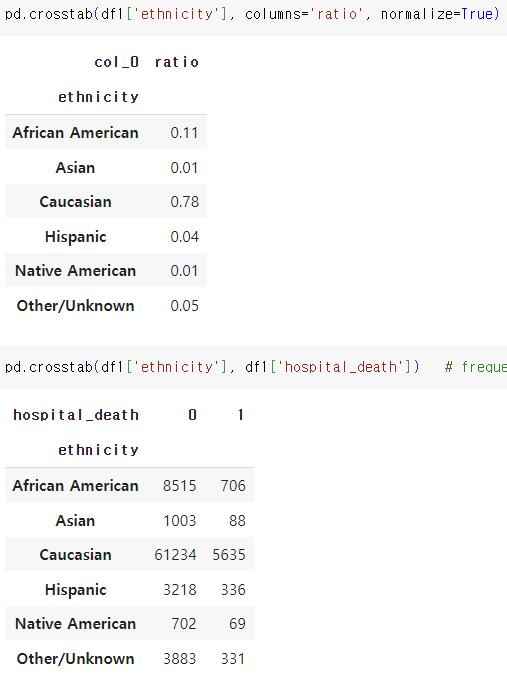 pd.crosstab(df1['ethnicity'], columns='ratio', normalize=True)
col_0 ratio
ethnicity
African American 0.11
Asian 0.01
Caucasian 0.78
Hispanic 0.04
Native American 0.01
Other/Unknown 0.05
pd.crosstab(df1['ethnicity'], df1['hospital_death']) # freque
hospital_death 0 1
ethnicity
African American 8515 706
Asian 1003 88
Caucasian 61234 5635
Hispanic 3218 336
Native American 702 69
Other/Unknown 3883 331